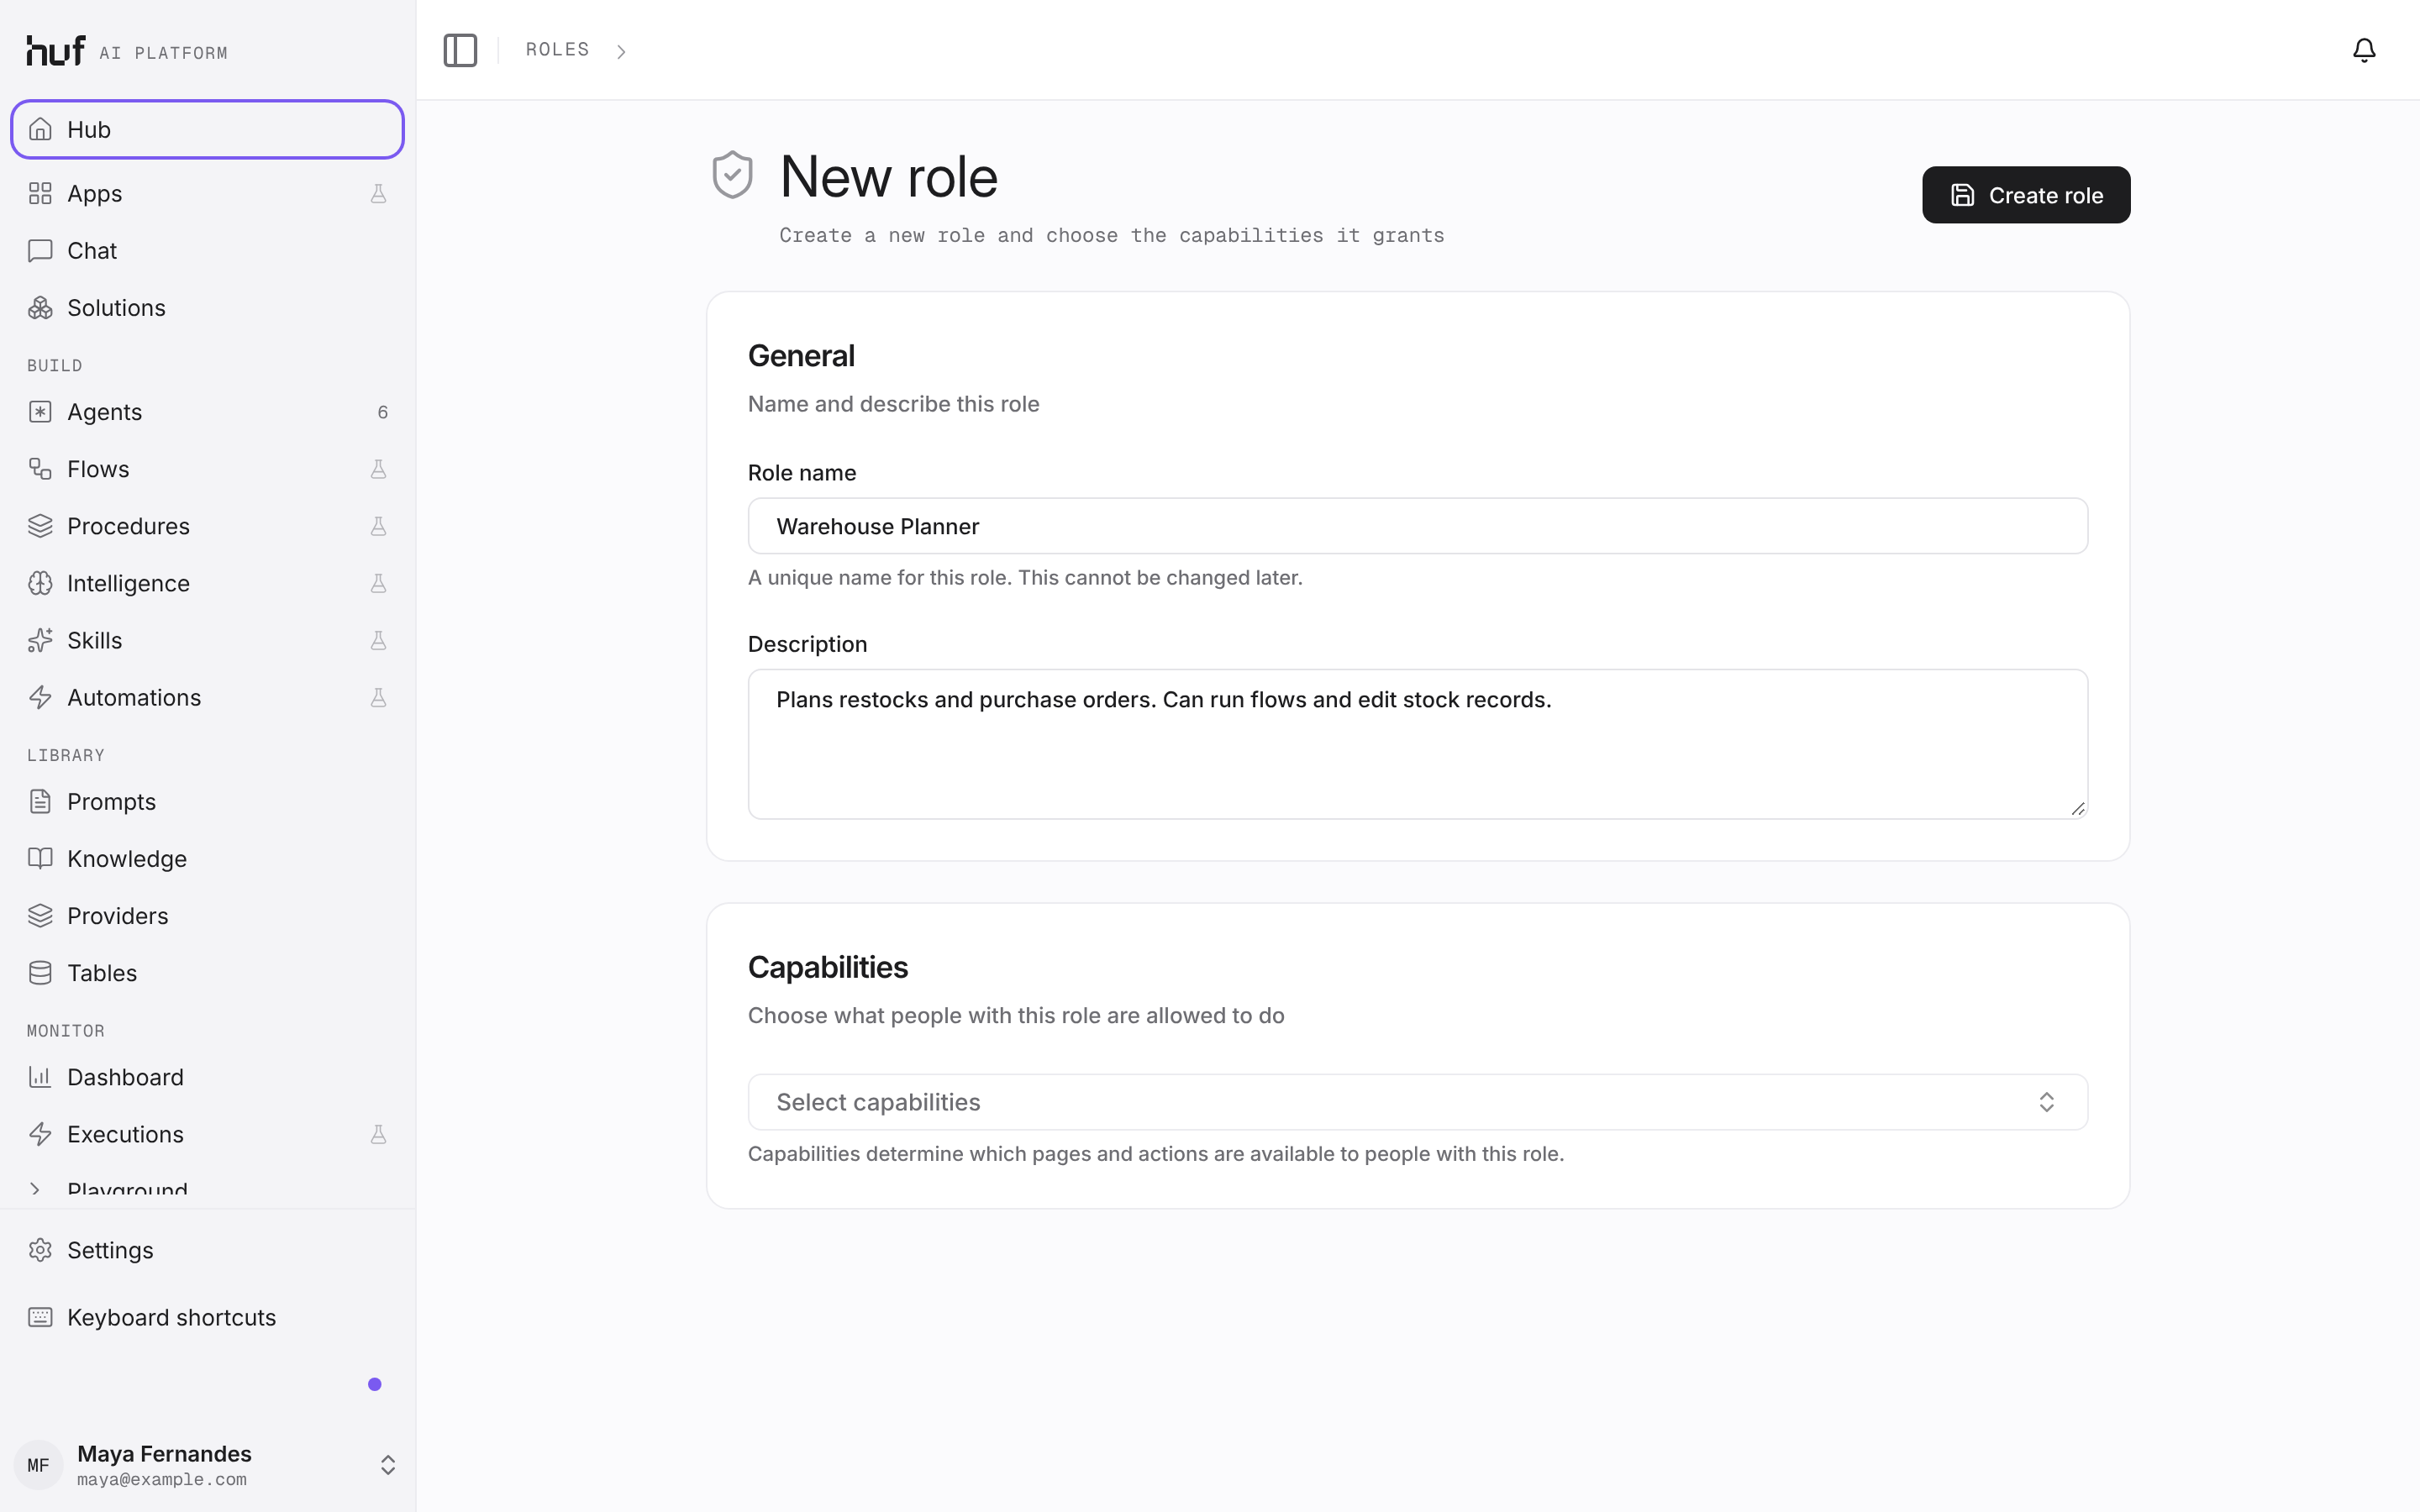 huf AI PLATFORM
Hub
Apps
Chat
Solutions
BUILD
Agents 6
Flows
Procedures
Intelligence
Skills
Automations
LIBRARY
Prompts
Knowledge
Providers
Tables
MONITOR
Dashboard
Executions
Playground
Settings
Keyboard shortcuts
MF
Maya Fernandes
maya@example.com
ROLES
New role
Create a new role and choose the capabilities it grants
Create role
General
Name and describe this role
Role name
Warehouse Planner
A unique name for this role. This cannot be changed later.
Description
Plans restocks and purchase orders. Can run flows and edit stock records.
Capabilities
Choose what people with this role are allowed to do
Select capabilities
Capabilities determine which pages and actions are available to people with this role.